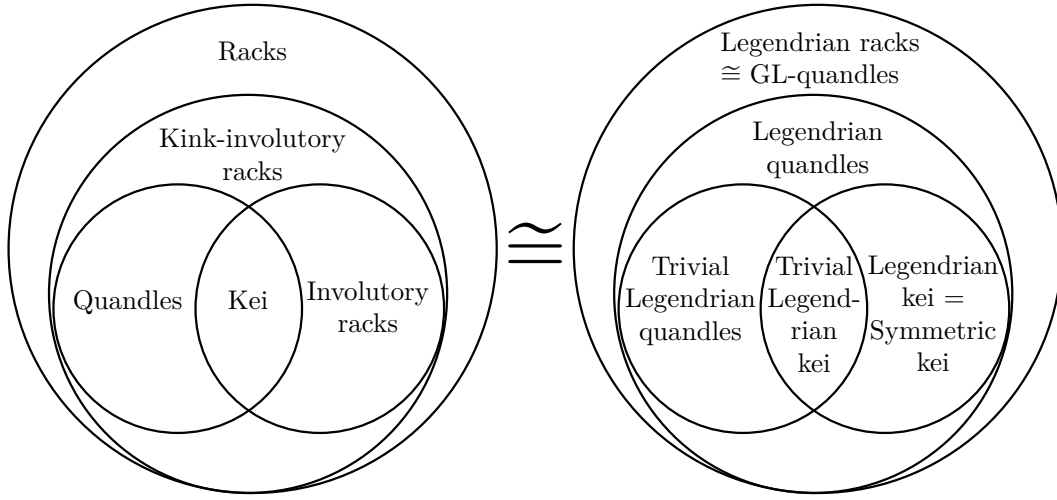 Racks
Kink-involutory
racks
Quandles
Kei
Involutory
racks
≅
Legendrian racks
≅ GL-quandles
Legendrian
quandles
Trivial
Legendrian
quandles
Trivial
Legend-
rian
kei
Legendrian
kei =
Symmetric
kei